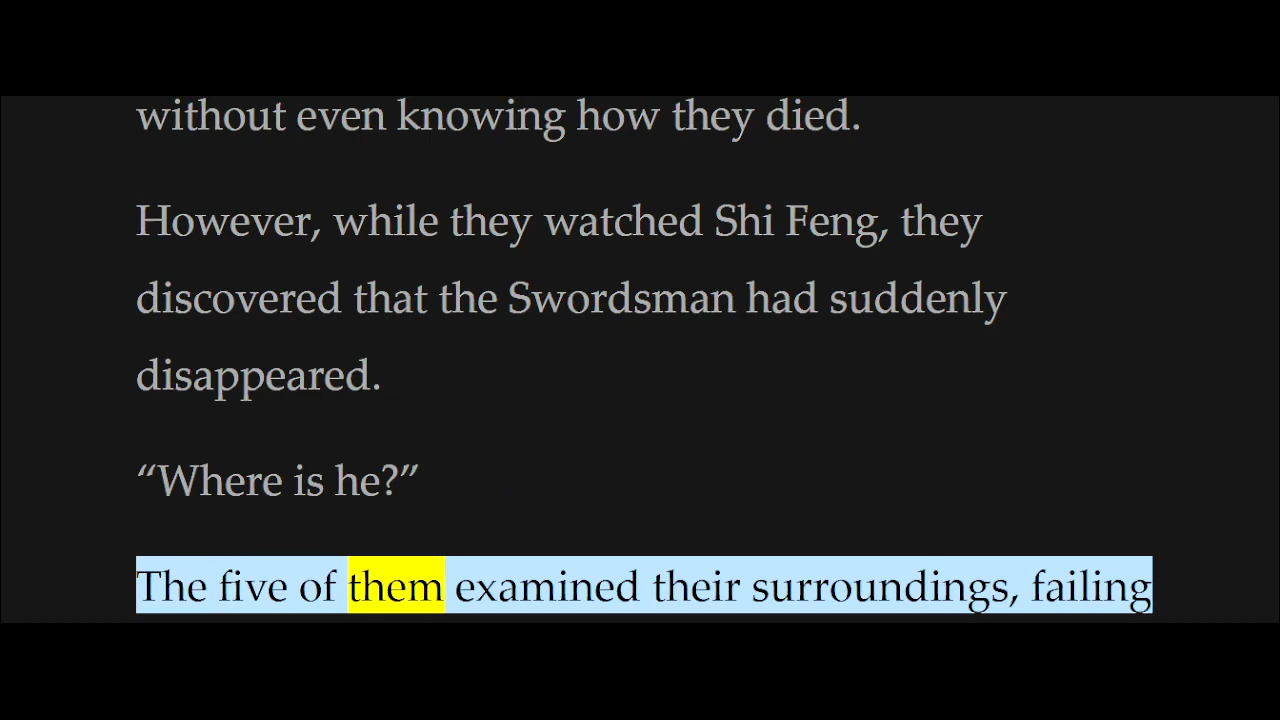 without even knowing how they died.
However, while they watched Shi Feng, they
discovered that the Swordsman had suddenly
disappeared.
“Where is he?”
The five of them examined their surroundings, failing